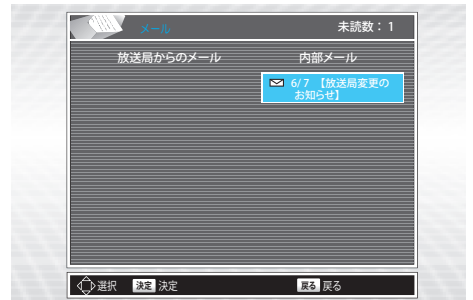 メール 未読数：1
放送局からのメール 内部メール
6/7 【放送局変更の
お知らせ】
選択 決定 決定 戻る 戻る